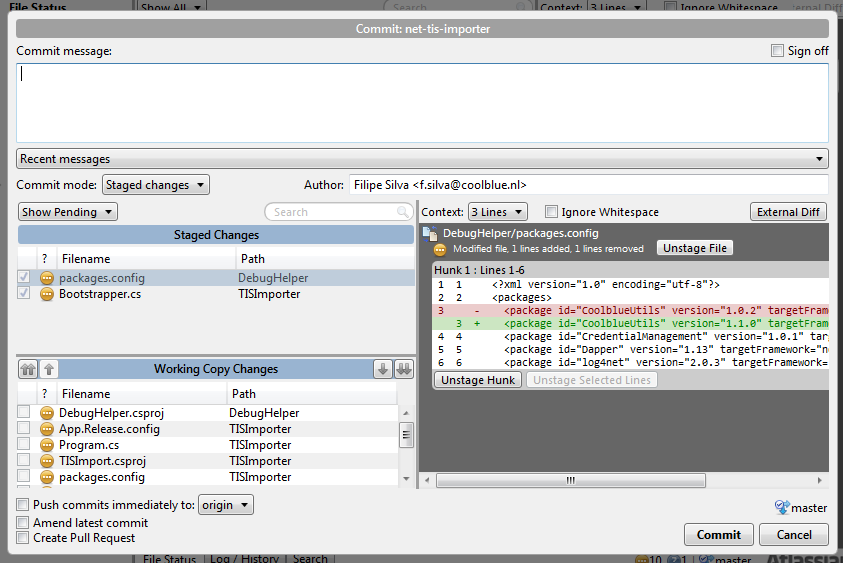 File Status Show All Search Context: 3 Lines Ignore Whitespace External Diff
Commit: net-tis-importer
Commit message: Sign off
Recent messages
Commit mode: Staged changes Author: Filipe Silva <f.silva@coolblue.nl>
Show Pending Search Context: 3 Lines Ignore Whitespace External Diff
Staged Changes
? Filename Path
packages.config DebugHelper
Bootstrapper.cs TISImporter
DebugHelper/packages.config
Modified file, 1 lines added, 1 lines removed Unstage File
Hunk 1 : Lines 1-6
1 1 <?xml version="1.0" encoding="utf-8"?>
2 2 <packages>
3 - <package id="CoolblueUtils" version="1.0.2" targetFrame
3 + <package id="CoolblueUtils" version="1.1.0" targetFrame
4 4 <package id="CredentialManagement" version="1.0.1" targ
5 5 <package id="Dapper" version="1.13" targetFramework="ne
6 6 <package id="log4net" version="2.0.3" targetFramework=
Unstage Hunk Unstage Selected Lines
Working Copy Changes
? Filename Path
DebugHelper.csproj DebugHelper
App.Release.config TISImporter
Program.cs TISImporter
TISImport.csproj TISImporter
packages.config TISImporter
Push commits immediately to: origin
Amend latest commit
Create Pull Request
master
Commit Cancel
File Status Log / History Search 10 1 master Atlassian